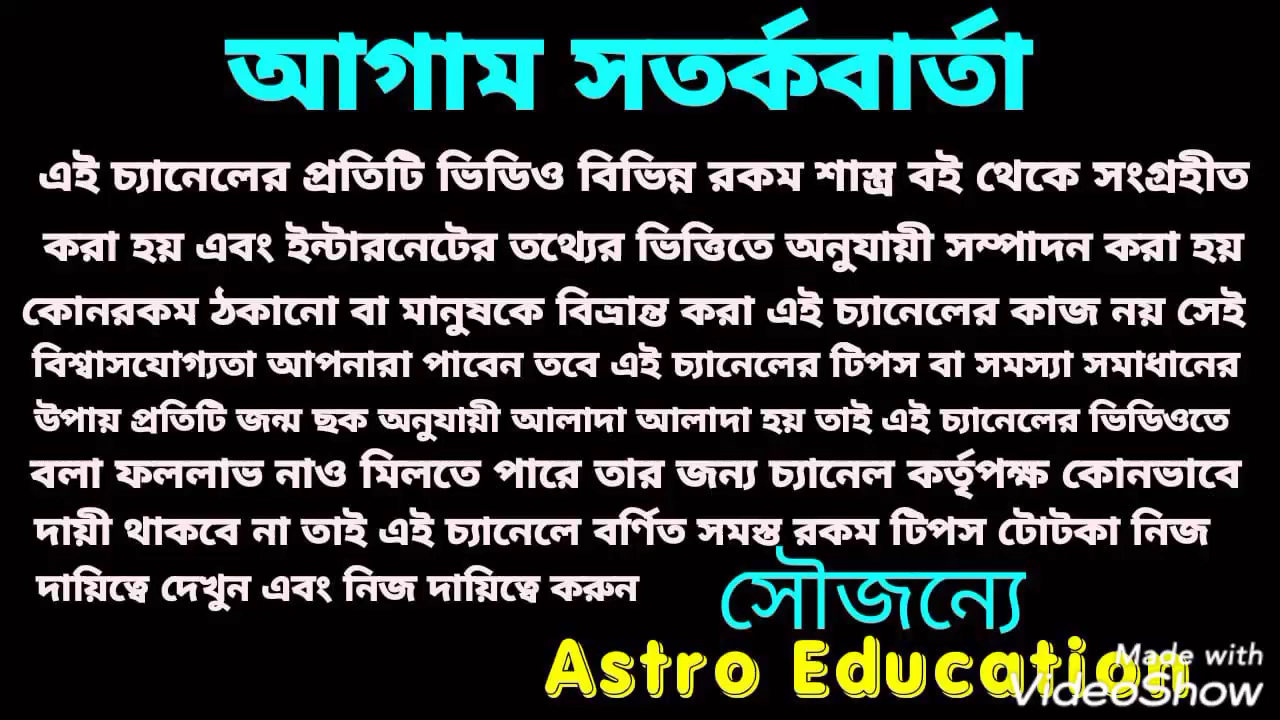 আগাম সতর্কবার্তা
এই চ্যানেলের প্রতিটি ভিডিও বিভিন্ন রকম শাস্ত্র বই থেকে সংগ্রহীত
করা হয় এবং ইন্টারনেটের তথ্যের ভিত্তিতে অনুযায়ী সম্পাদন করা হয়
কোনরকম ঠকানো বা মানুষকে বিভ্রান্ত করা এই চ্যানেলের কাজ নয় সেই
বিশ্বাসযোগ্যতা আপনারা পাবেন তবে এই চ্যানেলের টিপস বা সমস্যা সমাধানের
উপায় প্রতিটি জন্ম ছক অনুযায়ী আলাদা আলাদা হয় তাই এই চ্যানেলের ভিডিওতে
বলা ফললাভ নাও মিলতে পারে তার জন্য চ্যানেল কর্তৃপক্ষ কোনভাবে
দায়ী থাকবে না তাই এই চ্যানেলে বর্ণিত সমস্ত রকম টিপস টোটকা নিজ
দায়িত্বে দেখুন এবং নিজ দায়িত্বে করুন
সৌজন্যে
Astro Education
Made with
VideoShow